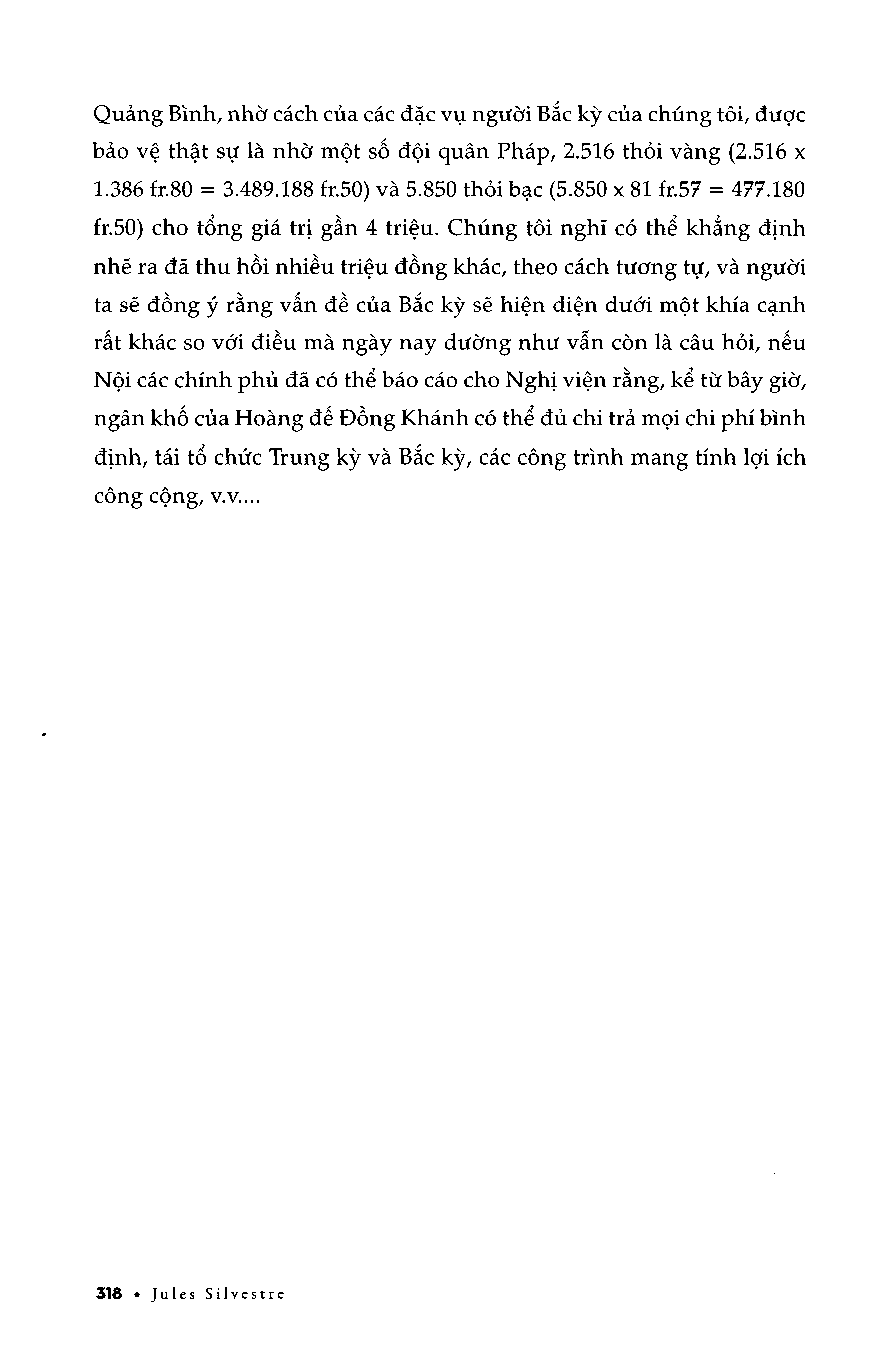 Quảng Bình, nhờ cách của các đặc vụ người Bắc kỳ của chúng tôi, được
bảo vệ thật sự là nhờ một số đội quân Pháp, 2.516 thỏi vàng (2.516 x
1.386 fr.80 = 3.489.188 fr.50) và 5.850 thỏi bạc (5.850 x 81 fr.57 = 477.180
fr.50) cho tổng giá trị gần 4 triệu. Chúng tôi nghĩ có thể khẳng định
nhẽ ra đã thu hồi nhiều triệu đồng khác, theo cách tương tự, và người
ta sẽ đồng ý rằng vấn đề của Bắc kỳ sẽ hiện diện dưới một khía cạnh
rất khác so với điều mà ngày nay dường như vẫn còn là câu hỏi, nếu
Nội các chính phủ đã có thể báo cáo cho Nghị viện rằng, kể từ bây giờ,
ngân khố của Hoàng đế Đồng Khánh có thể đủ chi trả mọi chi phí bình
định, tái tổ chức Trung kỳ và Bắc kỳ, các công trình mang tính lợi ích
công cộng, v.v....
318 • Jules Silvestre